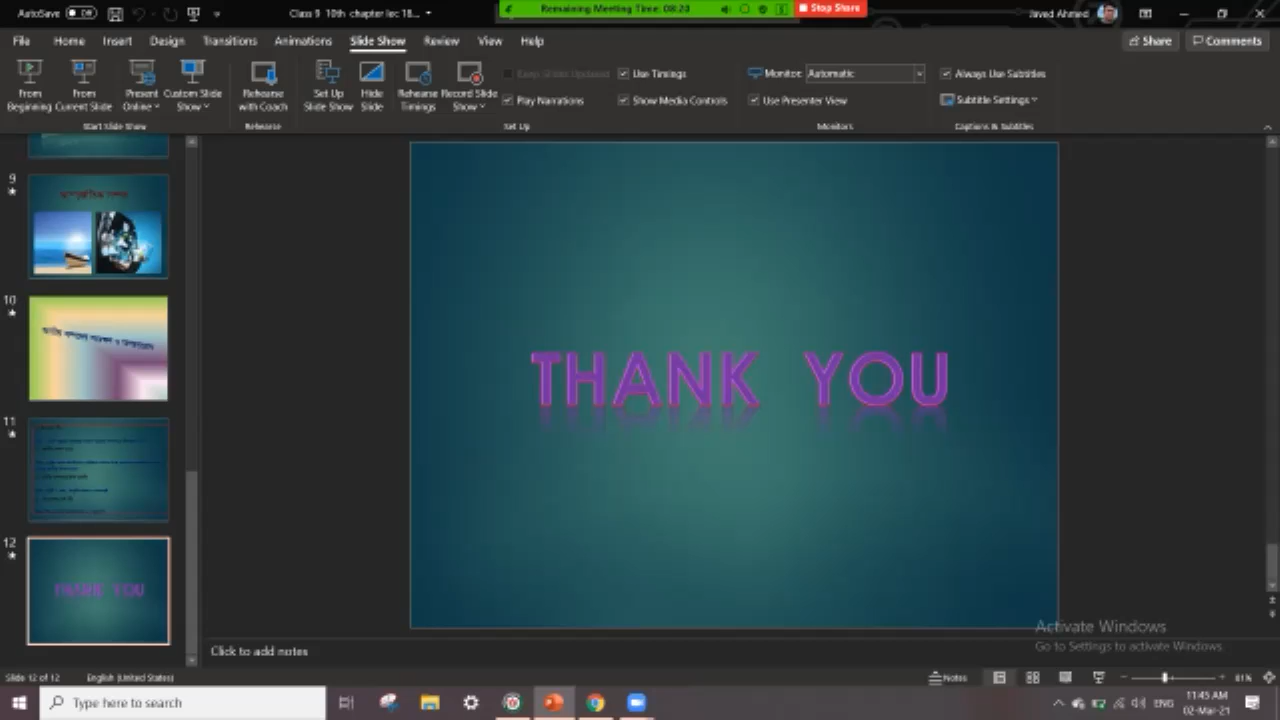 AutoSave Off
Class 9 10th chapter lec 18...
Remaining Meeting Time: 08:20
Stop Share
Javed Ahmed
File Home Insert Design Transitions Animations Slide Show Review View Help
Share
Comments
From Beginning
From Current Slide
Present Online
Custom Slide Show
Rehearse with Coach
Set Up Slide Show
Hide Slide
Rehearse Timings
Record Slide Show
Keep Slides Updated
Use Timings
Play Narrations
Show Media Controls
Monitor: Automatic
Use Presenter View
Always Use Subtitles
Subtitle Settings
Start Slide Show
Rehearse
Set Up
Monitors
Captions & Subtitles
9
10
11
12
THANK YOU
THANK YOU
Activate Windows
Go to Settings to activate Windows.
Click to add notes
Slide 12 of 12
English (United States)
Notes
81%
Type here to search
ENG
11:45 AM
02-Mar-21